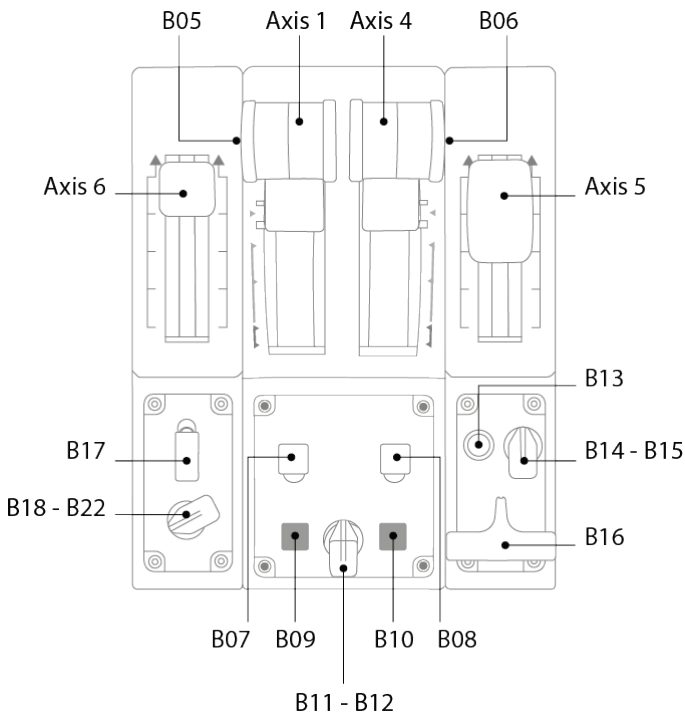 B05 Axis 1 Axis 4 B06
Axis 6 Axis 5
B13
B17 B14 - B15
B18 - B22
B16
B07 B09 B10 B08
B11 - B12